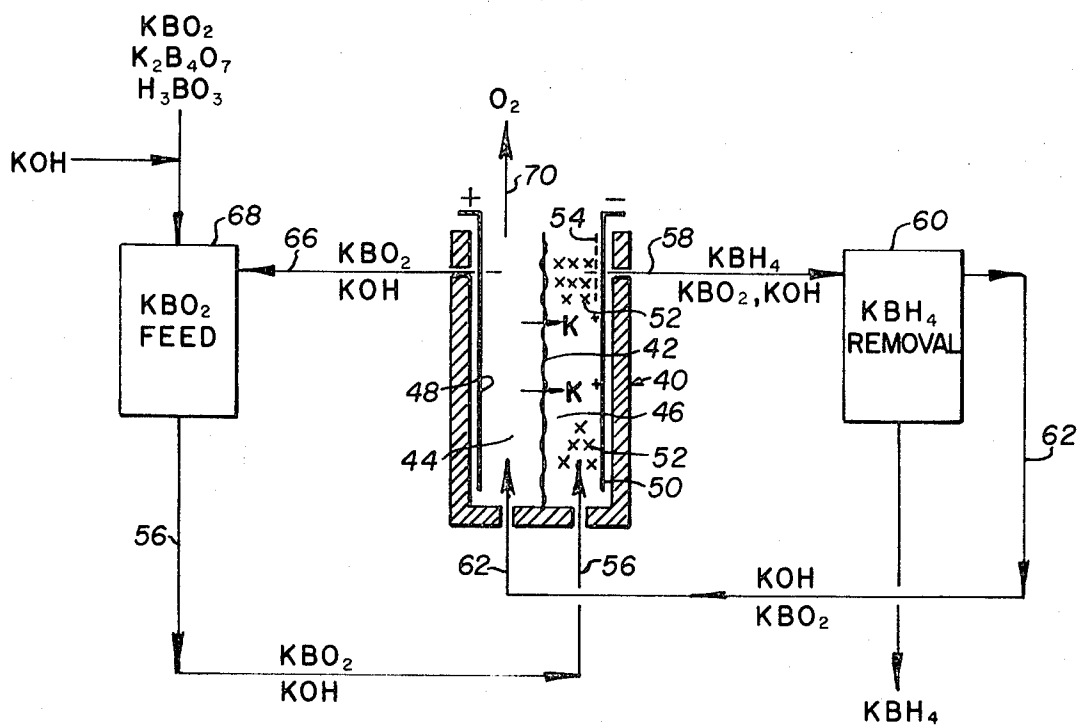 KBO₂
K₂B₄O₇
H₃BO₃
KOH
O₂
70
+
−
68
66
KBO₂
KOH
KBO₂
FEED
54
58
KBH₄
KBO₂, KOH
52
60
KBH₄
REMOVAL
K⁺
42
K⁺
40
48
46
44
52
50
62
56
62
56
KOH
KBO₂
KBO₂
KOH
KBH₄